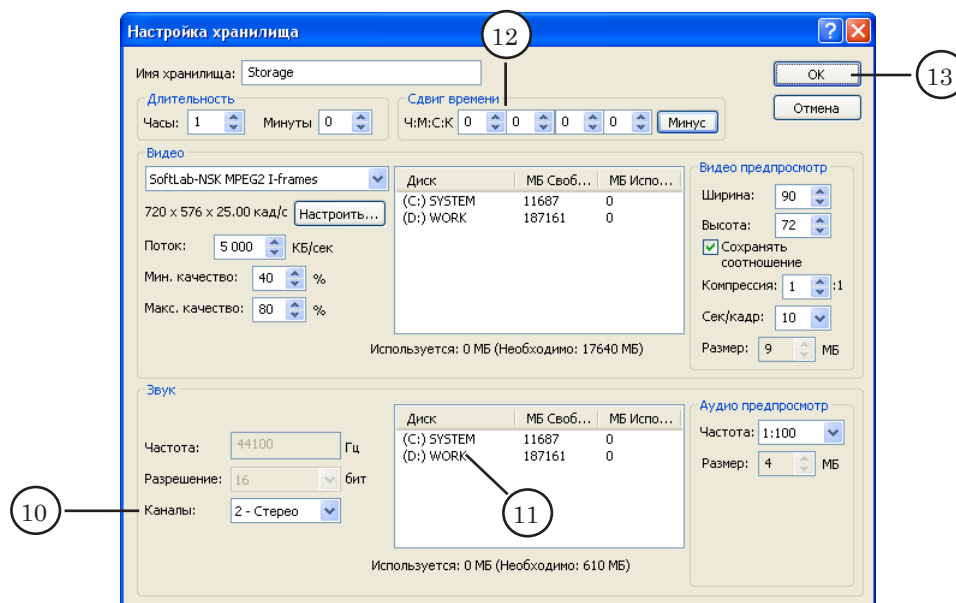 Настройка хранилища
12
Имя хранилища: Storage
OK
13
Длительность
Сдвиг времени
Часы: 1 Минуты 0
Ч:М:С:К 0 0 0 0 Минус
Отмена
Видео
SoftLab-NSK MPEG2 I-frames
720 x 576 x 25.00 кад/с Настроить...
Поток: 5 000 КБ/сек
Мин. качество: 40 %
Макс. качество: 80 %
Диск МБ Своб... МБ Испо...
(C:) SYSTEM 11687 0
(D:) WORK 187161 0
Используется: 0 МБ (Необходимо: 17640 МБ)
Видео предпросмотр
Ширина: 90
Высота: 72
Сохранять
соотношение
Компрессия: 1 :1
Сек/кадр: 10
Размер: 9 МБ
Звук
Частота: 44100 Гц
Разрешение: 16 бит
10
Каналы: 2 - Стерео
Диск МБ Своб... МБ Испо...
(C:) SYSTEM 11687 0
(D:) WORK 187161 0
11
Используется: 0 МБ (Необходимо: 610 МБ)
Аудио предпросмотр
Частота: 1:100
Размер: 4 МБ